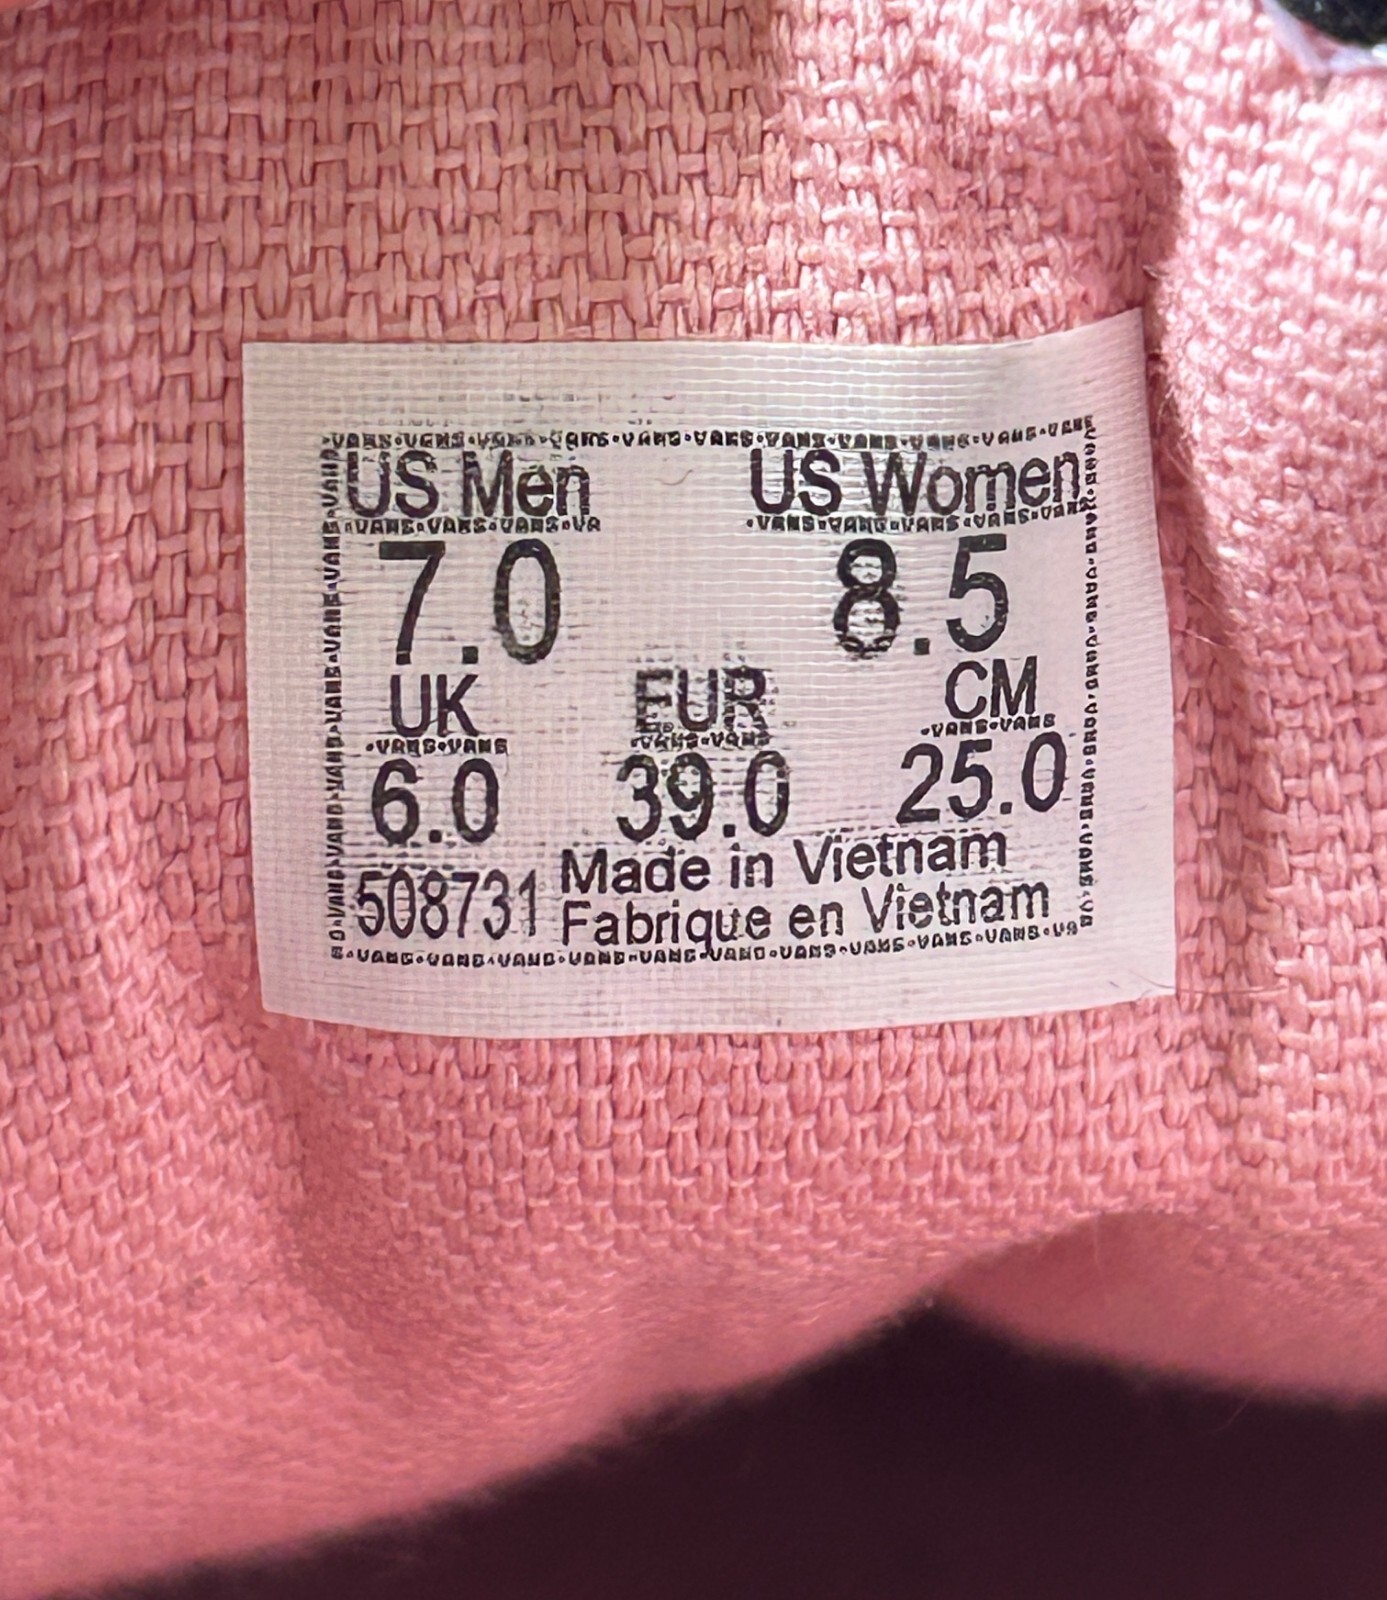 US Men US Women
7.0 8.5
UK EUR CM
6.0 39.0 25.0
508731 Made in Vietnam
Fabrique en Vietnam